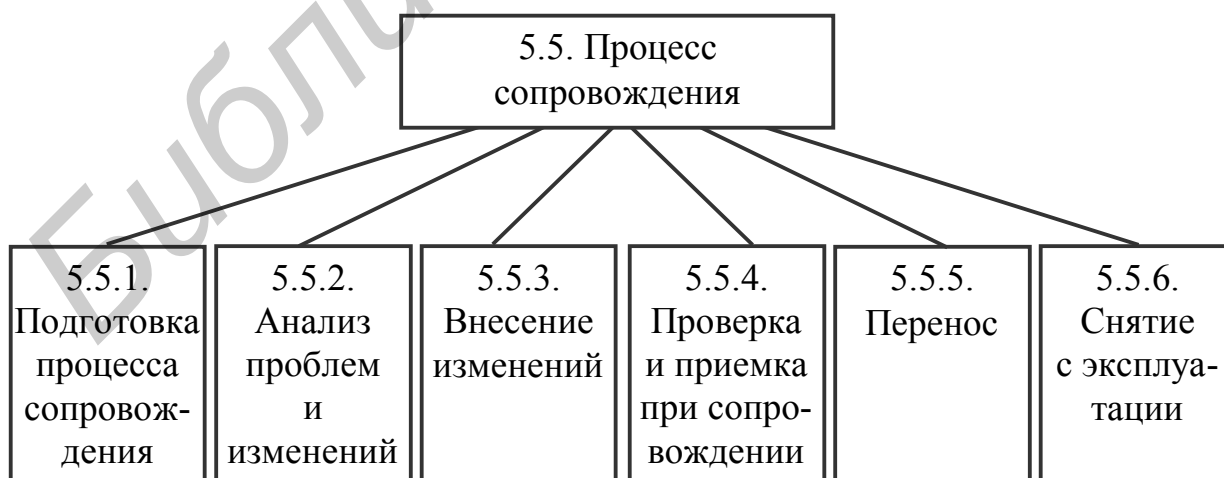 5.5. Процесс
сопровождения
5.5.1.
Подготовка
процесса
сопровож-
дения
5.5.2.
Анализ
проблем
и
изменений
5.5.3.
Внесение
изменений
5.5.4.
Проверка
и приемка
при сопро-
вождении
5.5.5.
Перенос
5.5.6.
Снятие
с эксплуа-
тации